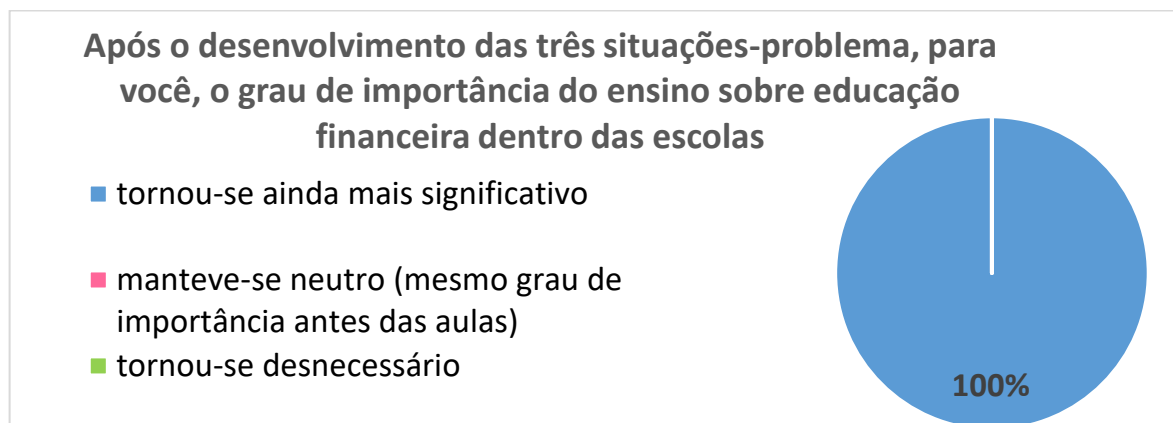 Após o desenvolvimento das três situações-problema, para
você, o grau de importância do ensino sobre educação
financeira dentro das escolas
tornou-se ainda mais significativo
manteve-se neutro (mesmo grau de
importância antes das aulas)
tornou-se desnecessário
100%